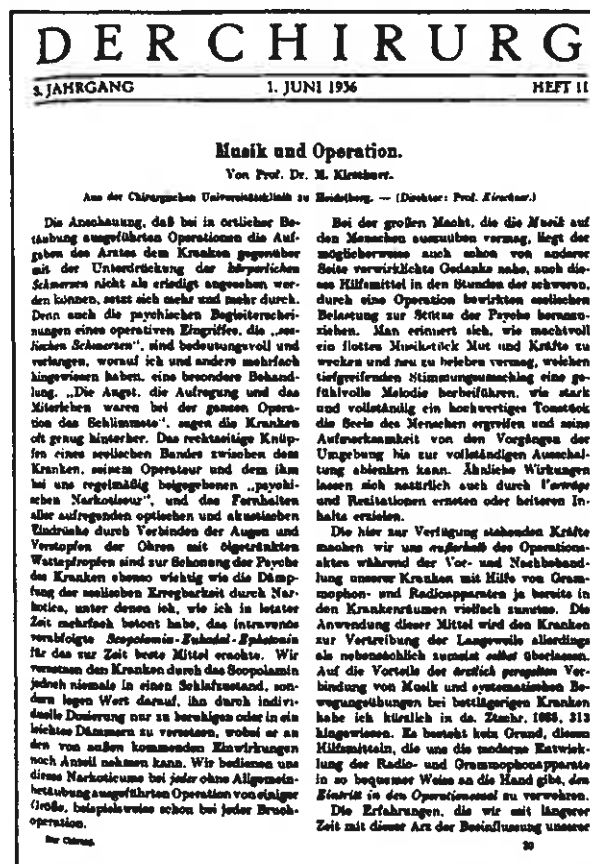 DER CHIRURG
8. JAHRGANG 1. JUNI 1936 HEFT 11
Musik und Operation.
Von Prof. Dr. M. Kirschner.
Aus der Chirurgischen Universitätsklinik zu Heidelberg. — (Direktor: Prof. Kirschner.)
Die Anschauung, daß bei in örtlicher Be-
täubung ausgeführten Operationen die Auf-
gaben des Arztes dem Kranken gegenüber
mit der Unterdrückung der körperlichen
Schmerzen nicht als erledigt angesehen wer-
den können, setzt sich mehr und mehr durch.
Denn auch die psychischen Begleiterschei-
nungen eines operativen Eingriffes, die „see-
lischen Schmerzen“, sind bedeutungsvoll und
verlangen, worauf ich und andere mehrfach
hingewiesen haben, eine besondere Behand-
lung. „Die Angst, die Aufregung und das
Miterleben waren bei der ganzen Opera-
tion das Schlimmste“, sagen die Kranken
oft genug hinterher. Das rechtzeitige Knüp-
fen eines seelischen Bandes zwischen dem
Kranken, seinem Operateur und dem ihm
bei uns regelmäßig beigegebenen „psychi-
schen Narkotiseur“, und das Fernhalten
aller aufregenden optischen und akustischen
Eindrücke durch Verbinden der Augen und
Verstopfen der Ohren mit ölgetränkten
Wattepfropfen sind zur Schonung der Psyche
des Kranken ebenso wichtig wie die Dämp-
fung der seelischen Erregbarkeit durch Nar-
kotica, unter denen ich, wie ich in letzter
Zeit mehrfach betont habe, das intravenös
verabfolgte Scopolamin-Eukodal-Ephetonin
für das zur Zeit beste Mittel erachte. Wir
versetzen den Kranken durch das Scopolamin
jedoch niemals in einen Schlafzustand, son-
dern legen Wert darauf, ihn durch indivi-
duelle Dosierung nur zu beruhigen oder in ein
leichtes Dämmern zu versetzen, wobei er an
den von außen kommenden Einwirkungen
noch Anteil nehmen kann. Wir bedienen uns
dieses Narkoticums bei jeder ohne Allgemein-
betäubung ausgeführten Operation von einiger
Größe, beispielsweise schon bei jeder Bruch-
operation.
Der Chirurg.
Bei der großen Macht, die die Musik auf
den Menschen auszuüben vermag, liegt der
möglicherweise auch schon von anderer
Seite verwirklichte Gedanke nahe, auch die-
ses Hilfsmittel in den Stunden der schweren,
durch eine Operation bewirkten seelischen
Belastung zur Stütze der Psyche heranzu-
ziehen. Man erinnert sich, wie machtvoll
ein flottes Musikstück Mut und Kräfte zu
wecken und neu zu beleben vermag, welchen
tiefgreifenden Stimmungsumschlag eine ge-
fühlvolle Melodie herbeiführen, wie stark
und vollständig ein hochwertiges Tonstück
die Seele des Menschen ergreifen und seine
Aufmerksamkeit von den Vorgängen der
Umgebung bis zur vollständigen Ausschal-
tung ablenken kann. Ähnliche Wirkungen
lassen sich natürlich auch durch Vorträge
und Rezitationen ernsten oder heiteren In-
halts erzielen.
Die hier zur Verfügung stehenden Kräfte
machen wir uns außerhalb des Operations-
aktes während der Vor- und Nachbehand-
lung unserer Kranken mit Hilfe von Gram-
mophon- und Radioapparaten ja bereits in
den Krankenräumen vielfach zunutze. Die
Anwendung dieser Mittel wird den Kranken
zur Vertreibung der Langeweile allerdings
als nebensächlich zumeist selbst überlassen.
Auf die Vorteile der ärztlich geregelten Ver-
bindung von Musik und systematischen Be-
wegungsübungen bei bettlägerigen Kranken
habe ich kürzlich in ds. Ztschr. 313
hingewiesen. Es besteht kein Grund, diesen
Hilfsmitteln, die uns die moderne Entwick-
lung der Radio- und Grammophonapparate
in so bequemer Weise an die Hand gibt, den
Eintritt in den Operationssaal zu verwehren.
Die Erfahrungen, die wir mit längerer
Zeit mit dieser Art der Beeinflussung unserer